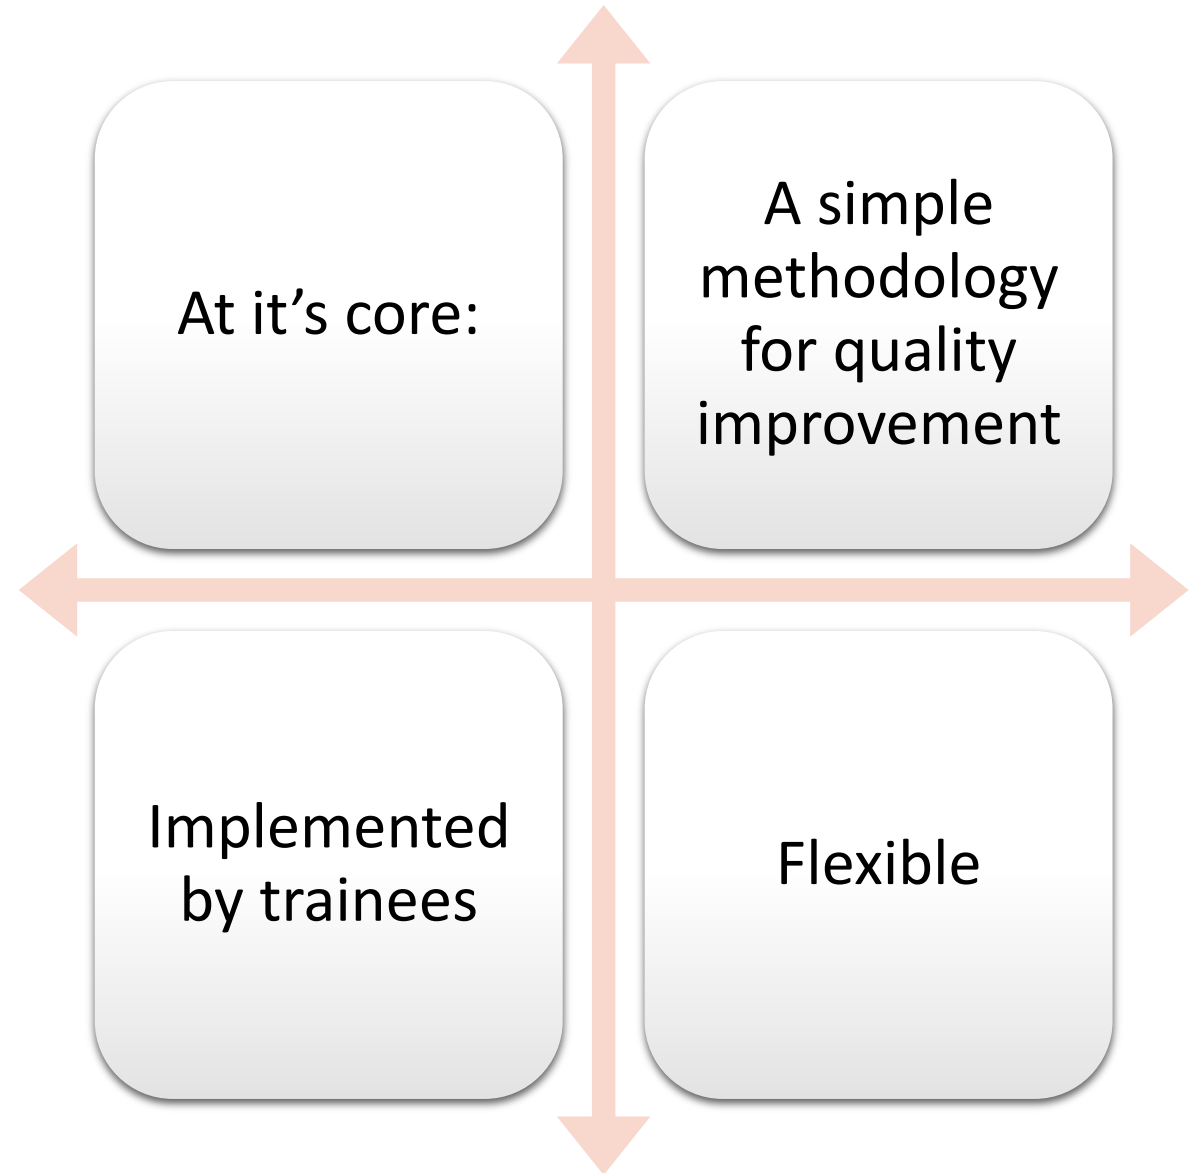 At it’s core:
A simple
methodology
for quality
improvement
Implemented
by trainees
Flexible